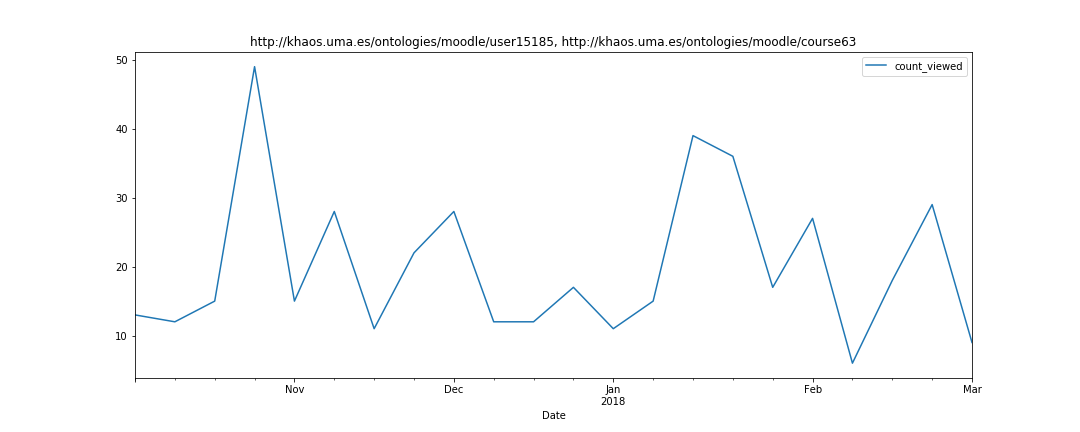 http://khaos.uma.es/ontologies/moodle/user15185, http://khaos.uma.es/ontologies/moodle/course63
count_viewed
50
40
30
20
10
Nov Dec Jan Feb Mar
2018
Date